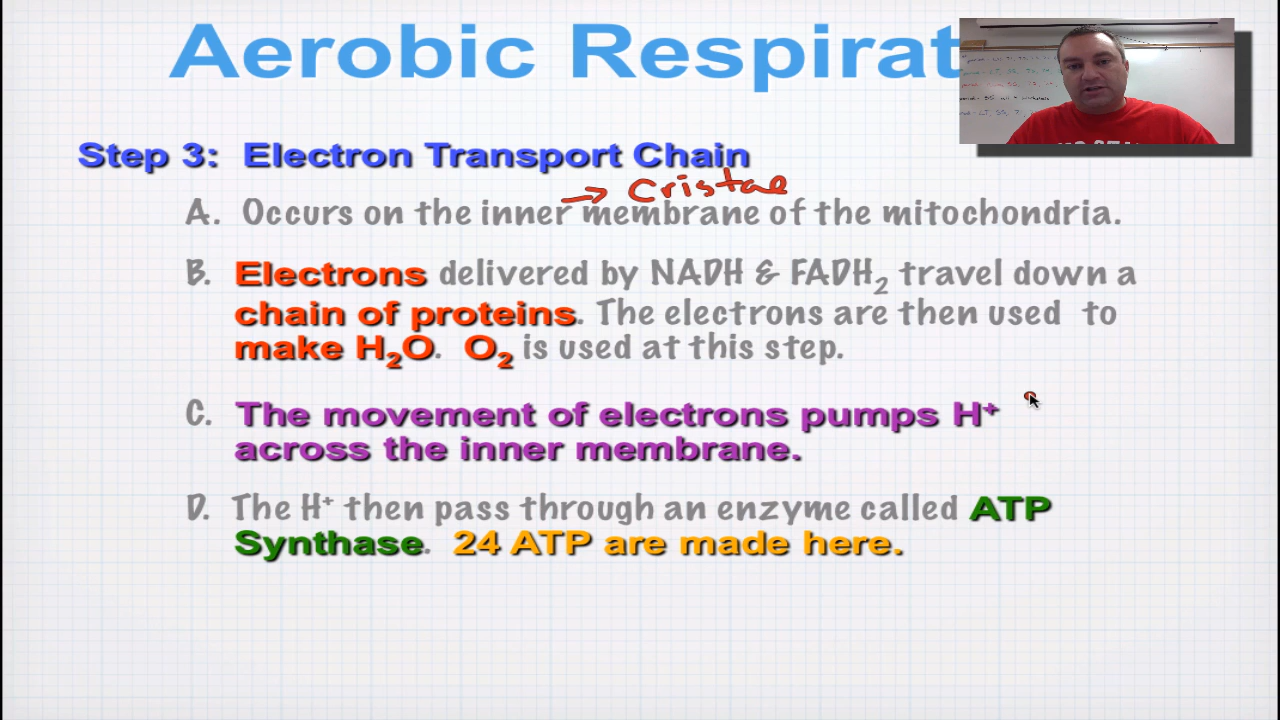 Aerobic Respirat
Step 3: Electron Transport Chain
→ Cristae
A. Occurs on the inner membrane of the mitochondria.
B. Electrons delivered by NADH & FADH₂ travel down a
chain of proteins. The electrons are then used to
make H₂O. O₂ is used at this step.
C. The movement of electrons pumps H⁺
across the inner membrane.
D. The H⁺ then pass through an enzyme called ATP
Synthase. 24 ATP are made here.